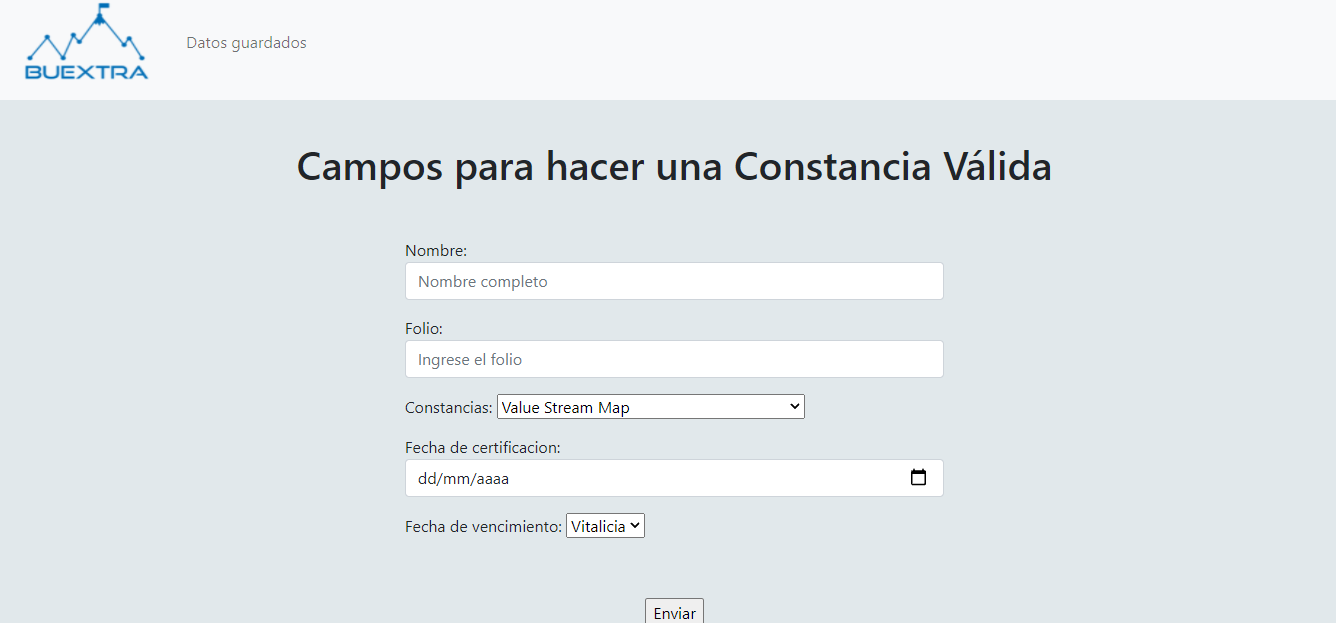 BUEXTRA
Datos guardados
Campos para hacer una Constancia Válida
Nombre:
Nombre completo
Folio:
Ingrese el folio
Constancias: Value Stream Map
Fecha de certificacion:
dd/mm/aaaa
Fecha de vencimiento: Vitalicia
Enviar